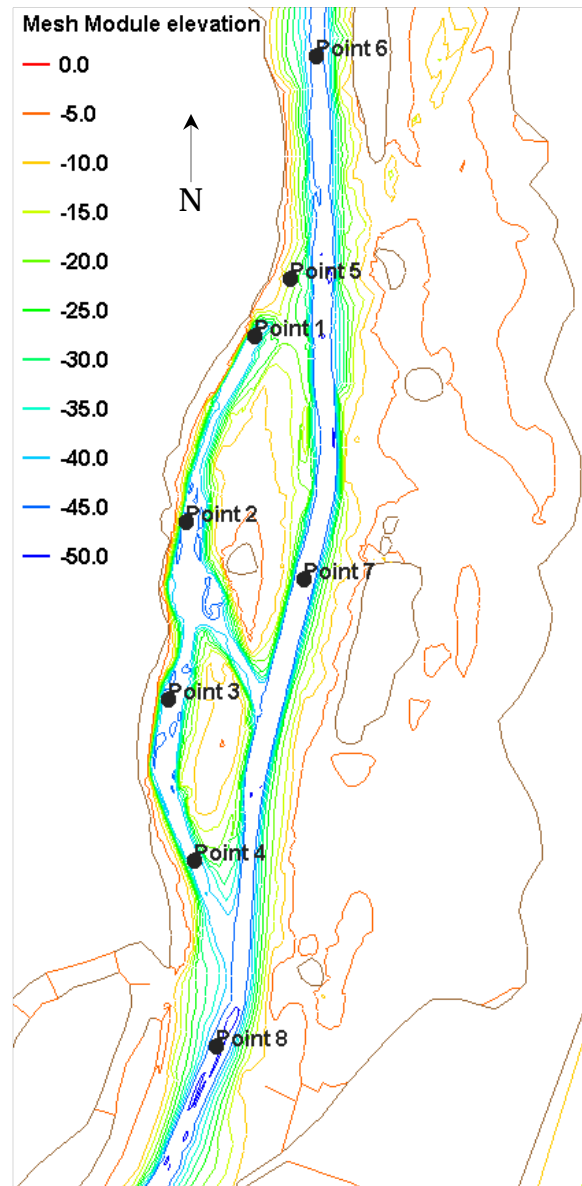 Mesh Module elevation
0.0
-5.0
-10.0
-15.0
-20.0
-25.0
-30.0
-35.0
-40.0
-45.0
-50.0
N
Point 6
Point 5
Point 1
Point 2
Point 7
Point 3
Point 4
Point 8